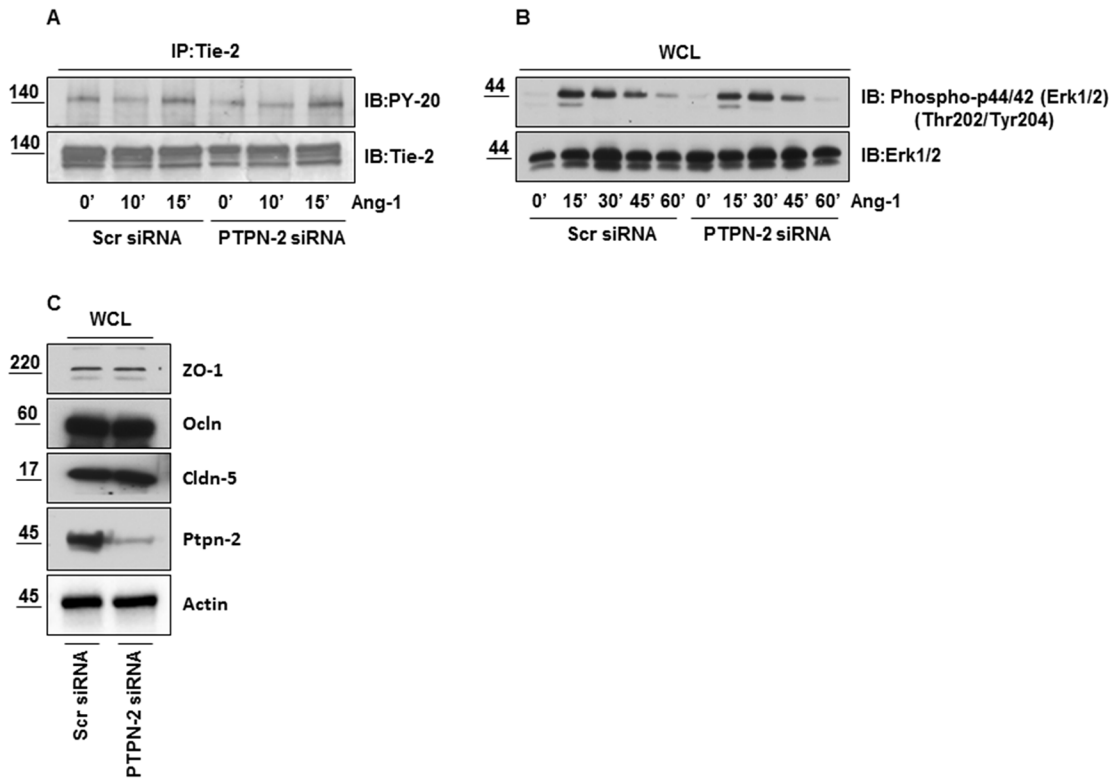 A
IP:Tie-2
140
IB:PY-20
140
IB:Tie-2
0’ 10’ 15’ 0’ 10’ 15’ Ang-1
Scr siRNA PTPN-2 siRNA
B
WCL
44
IB: Phospho-p44/42 (Erk1/2)
(Thr202/Tyr204)
44
IB:Erk1/2
0’ 15’ 30’ 45’ 60’ 0’ 15’ 30’ 45’ 60’ Ang-1
Scr siRNA PTPN-2 siRNA
C
WCL
220
ZO-1
60
Ocln
17
Cldn-5
45
Ptpn-2
45
Actin
Scr siRNA
PTPN-2 siRNA